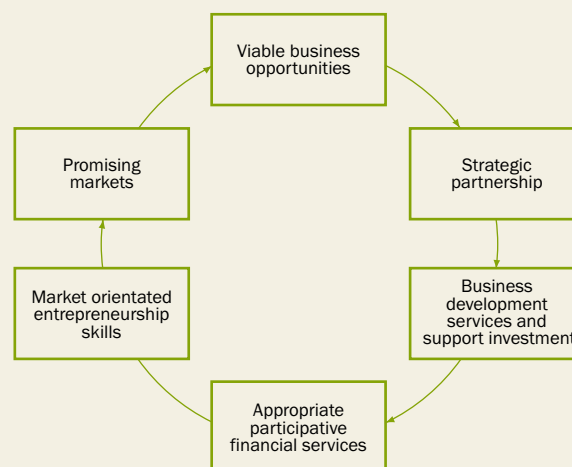 Viable business
opportunities
Strategic
partnership
Business
development
services and
support investment
Appropriate
participative
financial services
Market orientated
entrepreneurship
skills
Promising
markets